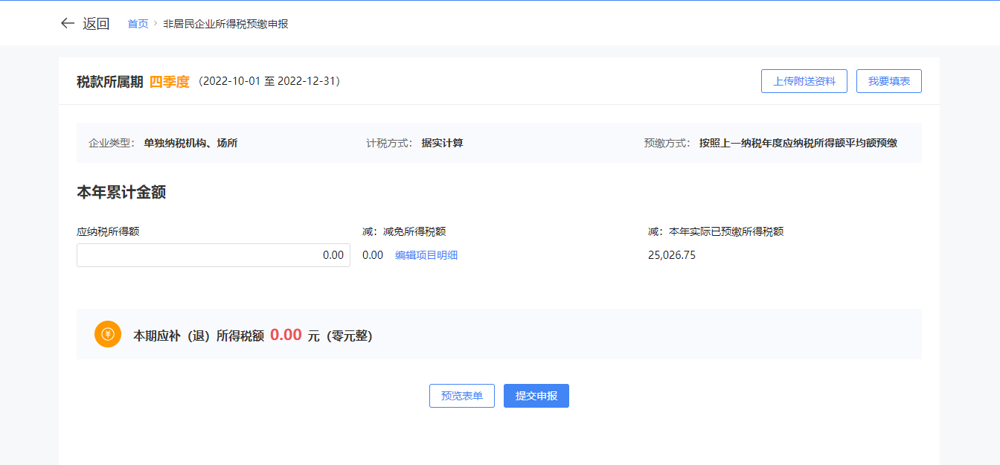 返回 首页 > 非居民企业所得税预缴申报
税款所属期 四季度 (2022-10-01 至 2022-12-31) 上传附送资料 我要填表
企业类型： 单独纳税机构、场所 计税方式： 据实计算 预缴方式： 按照上一纳税年度应纳税所得额平均额预缴
本年累计金额
应纳税所得额 减：减免所得税额 减：本年实际已预缴所得税额
0.00 0.00 编辑项目明细 25,026.75
本期应补（退）所得税额 0.00 元（零元整）
预览表单 提交申报